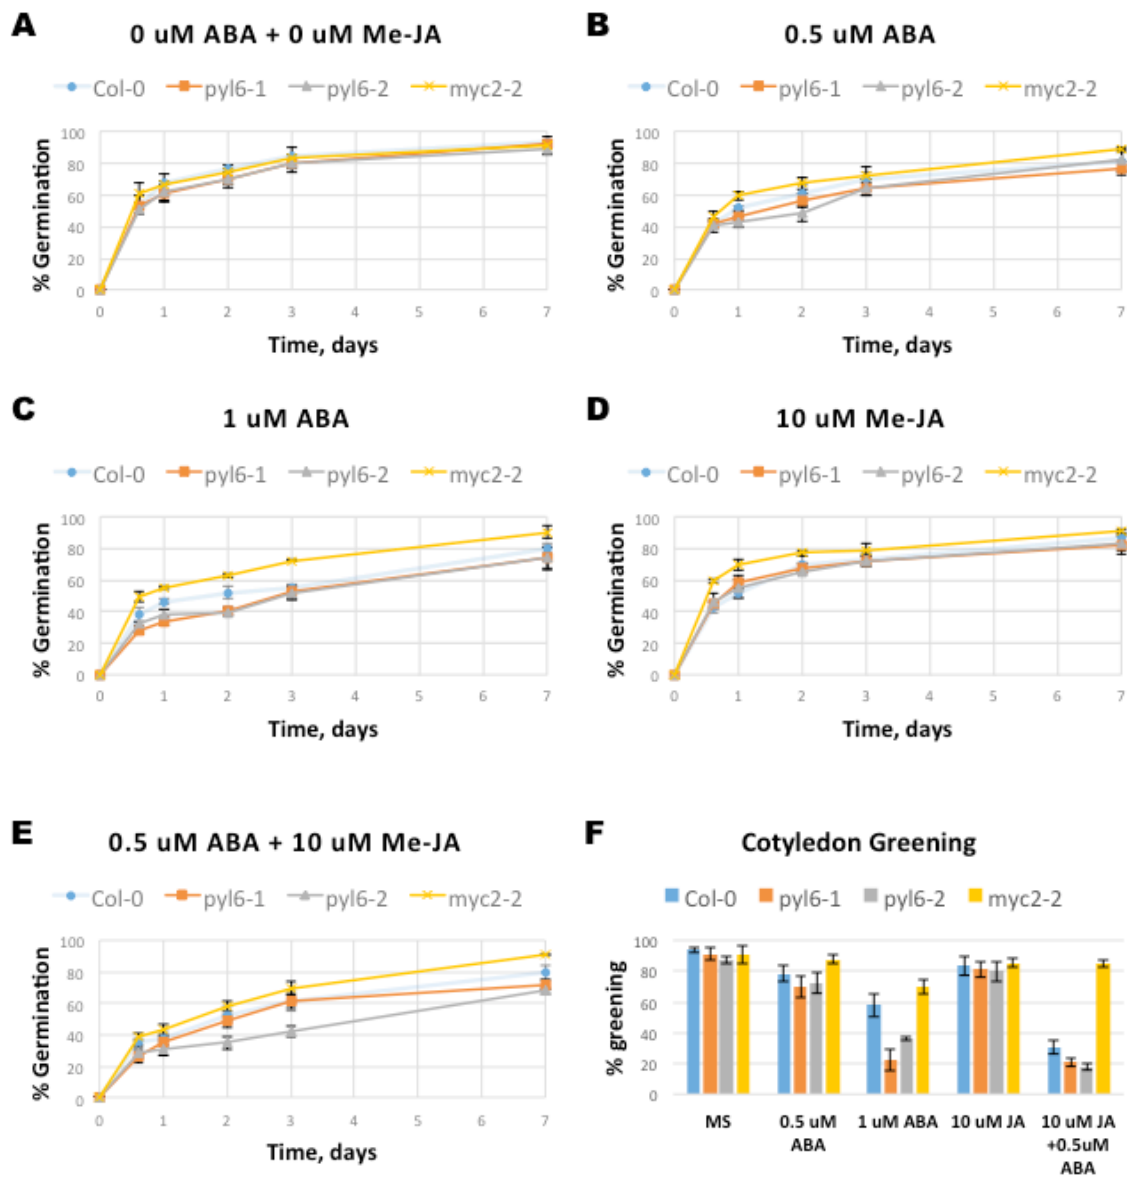 A
0 uM ABA + 0 uM Me-JA
Col-0 pyl6-1 pyl6-2 myc2-2
100
80
60
40
20
0
% Germination
0 1 2 3 4 5 6 7
Time, days
B
0.5 uM ABA
Col-0 pyl6-1 pyl6-2 myc2-2
100
80
60
40
20
0
% Germination
0 1 2 3 4 5 6 7
Time, days
C
1 uM ABA
Col-0 pyl6-1 pyl6-2 myc2-2
100
80
60
40
20
0
% Germination
0 1 2 3 4 5 6 7
Time, days
D
10 uM Me-JA
Col-0 pyl6-1 pyl6-2 myc2-2
100
80
60
40
20
0
% Germination
0 1 2 3 4 5 6 7
Time, days
E
0.5 uM ABA + 10 uM Me-JA
Col-0 pyl6-1 pyl6-2 myc2-2
100
80
60
40
20
0
% Germination
0 1 2 3 4 5 6 7
Time, days
F
Cotyledon Greening
Col-0 pyl6-1 pyl6-2 myc2-2
100
80
60
40
20
0
% greening
MS
0.5 uM
ABA
1 uM ABA
10 uM JA
10 uM JA
+0.5uM
ABA